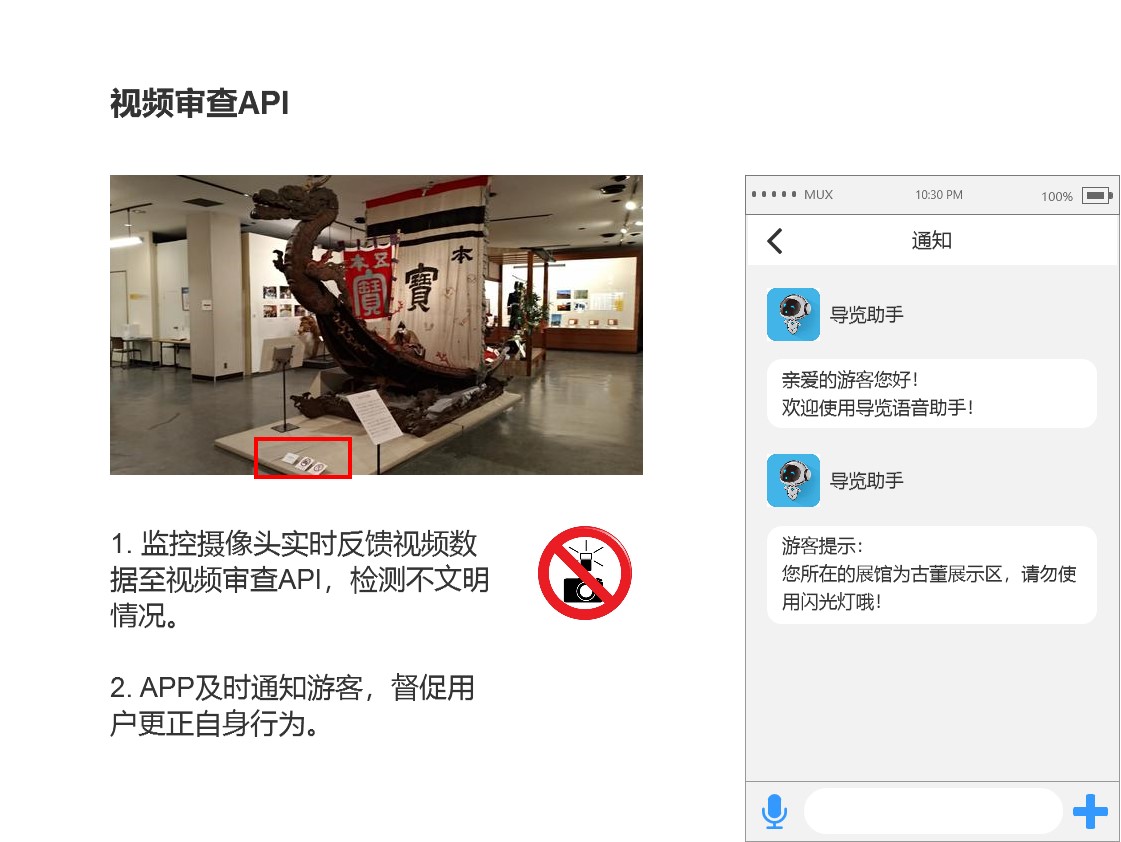 视频审查API
本
五
本
寶
寶
1. 监控摄像头实时反馈视频数
据至视频审查API，检测不文明
情况。
2. APP及时通知游客，督促用
户更正自身行为。
MUX
10:30 PM
100%
通知
导览助手
亲爱的游客您好！
欢迎使用导览语音助手！
导览助手
游客提示：
您所在的展馆为古董展示区，请勿使
用闪光灯哦！